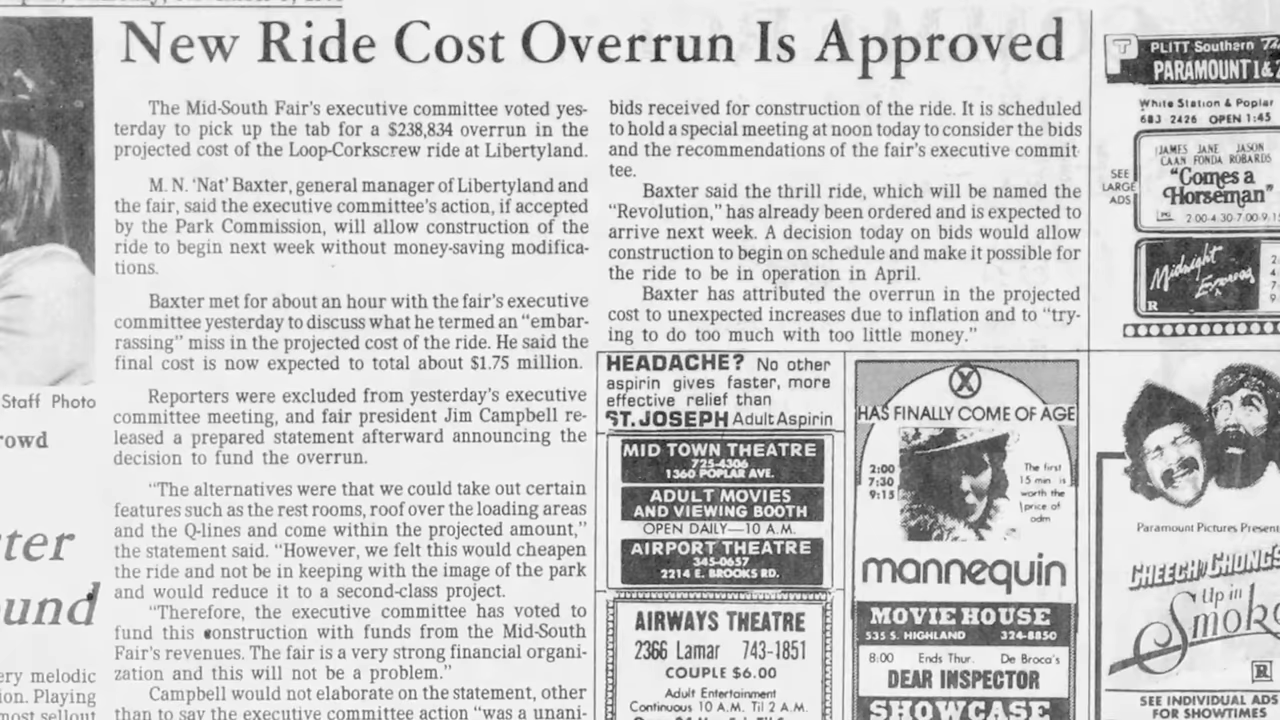 New Ride Cost Overrun Is Approved
The Mid-South Fair's executive committee voted yes-
terday to pick up the tab for a $238,834 overrun in the
projected cost of the Loop-Corkscrew ride at Libertyland.
M. N. 'Nat' Baxter, general manager of Libertyland and
the fair, said the executive committee's action, if accepted
by the Park Commission, will allow construction of the
ride to begin next week without money-saving modifica-
tions.
Baxter met for about an hour with the fair's executive
committee yesterday to discuss what he termed an "embar-
rassing" miss in the projected cost of the ride. He said the
final cost is now expected to total about $1.75 million.
Reporters were excluded from yesterday's executive
committee meeting, and fair president Jim Campbell re-
leased a prepared statement afterward announcing the
decision to fund the overrun.
"The alternatives were that we could take out certain
features such as the rest rooms, roof over the loading areas
and the Q-lines and come within the projected amount,"
the statement said. "However, we felt this would cheapen
the ride and not be in keeping with the image of the park
and would reduce it to a second-class project.
"Therefore, the executive committee has voted to
fund this construction with funds from the Mid-South
Fair's revenues. The fair is a very strong financial organi-
zation and this will not be a problem."
Campbell would not elaborate on the statement, other
than to say the executive committee action "was a unani-
bids received for construction of the ride. It is scheduled
to hold a special meeting at noon today to consider the bids
and the recommendations of the fair's executive commit
tee.
Baxter said the thrill ride, which will be named the
"Revolution," has already been ordered and is expected to
arrive next week. A decision today on bids would allow
construction to begin on schedule and make it possible for
the ride to be in operation in April.
Baxter has attributed the overrun in the projected
cost to unexpected increases due to inflation and to "try-
ing to do too much with too little money."
Staff Photo
rowd
ter
ound
ery melodic
ion. Playing
most sellout
HEADACHE? No other
aspirin gives faster, more
effective relief than
ST. JOSEPH Adult Aspirin
MID TOWN THEATRE
725-4306
1360 POPLAR AVE.
ADULT MOVIES
AND VIEWING BOOTH
OPEN DAILY—10 A.M.
AIRPORT THEATRE
345-0657
2214 E. BROOKS RD.
AIRWAYS THEATRE
2366 Lamar 743-1851
COUPLE $6.00
Adult Entertainment
Continuous 10 A.M. Til 2 A.M.
X
HAS FINALLY COME OF AGE
2:00
7:30
9:15
The first
15 min. is
worth the
price of
adm
mannequin
MOVIE HOUSE
535 S. HIGHLAND 324-8850
8:00 Ends Thur. De Broca's
DEAR INSPECTOR
SHOWCASE
PLITT Southern
PARAMOUNT 1 &
White Station & Poplar
683 2426 OPEN 1:45
SEE
LARGE
ADS
JAMES JANE JASON
CAAN FONDA ROBARDS
"Comes a
Horseman"
PG 2:00-4:30-7:00-9:1
Midnight
Express
R
Paramount Pictures Present
CHEECH & CHONG'S
Up in
Smoke
R
SEE INDIVIDUAL ADS
FOR SHOWTIMES